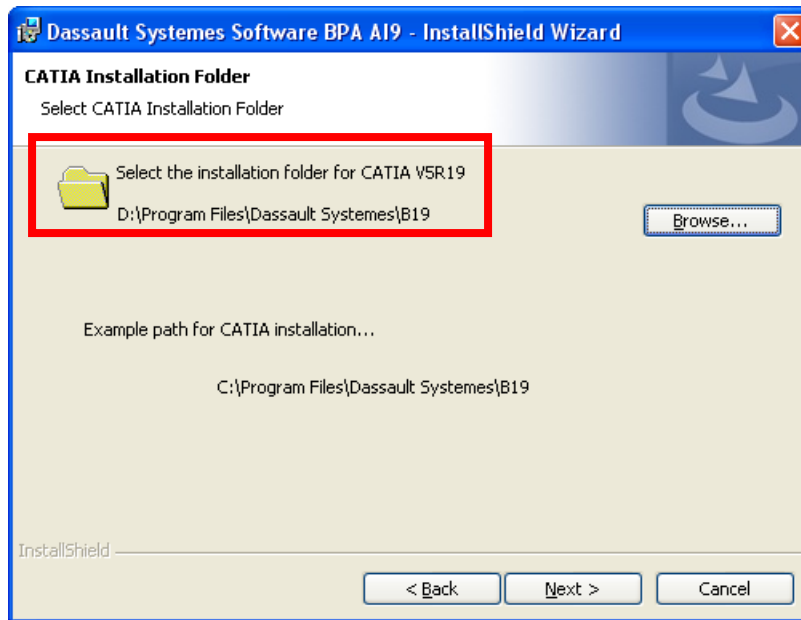 Dassault Systemes Software BPA AI9 - InstallShield Wizard
CATIA Installation Folder
Select CATIA Installation Folder
Select the installation folder for CATIA V5R19
D:\Program Files\Dassault Systemes\B19
Browse...
Example path for CATIA installation...
C:\Program Files\Dassault Systemes\B19
InstallShield
< Back
Next >
Cancel